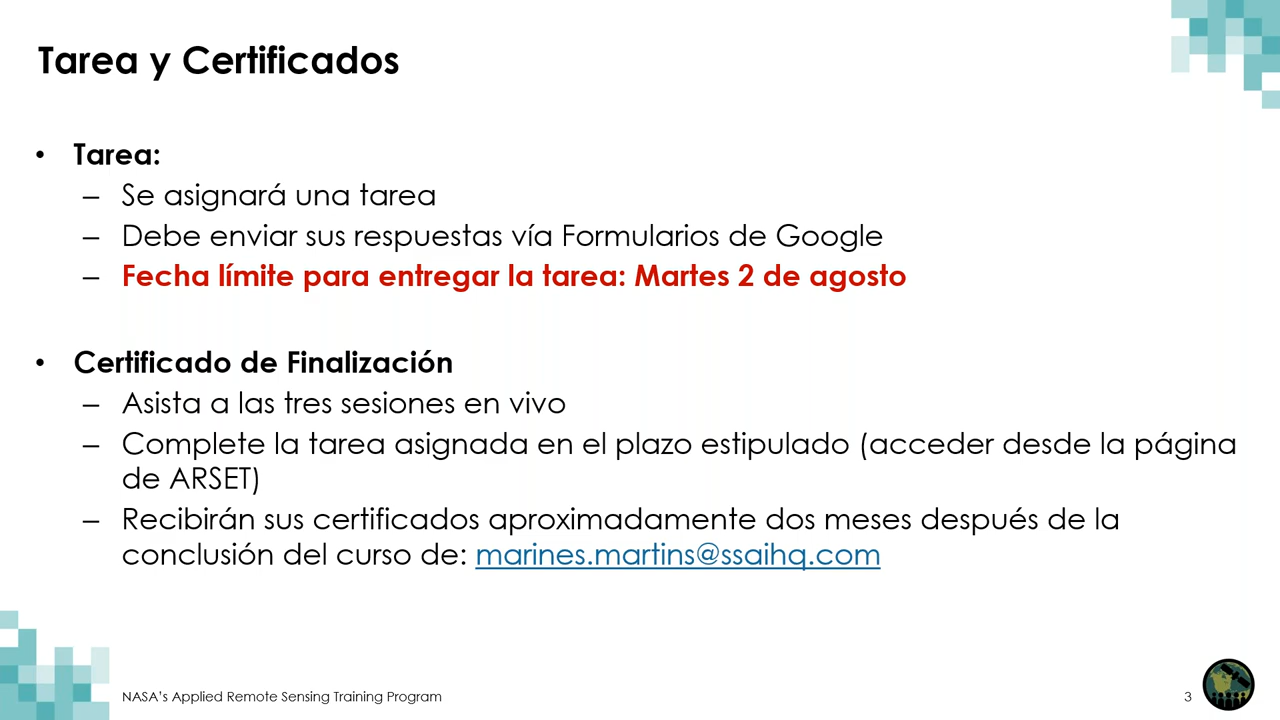 Tarea y Certificados
• Tarea:
– Se asignará una tarea
– Debe enviar sus respuestas vía Formularios de Google
– Fecha límite para entregar la tarea: Martes 2 de agosto
• Certificado de Finalización
– Asista a las tres sesiones en vivo
– Complete la tarea asignada en el plazo estipulado (acceder desde la página
de ARSET)
– Recibirán sus certificados aproximadamente dos meses después de la
conclusión del curso de: marines.martins@ssaihq.com
NASA's Applied Remote Sensing Training Program
3